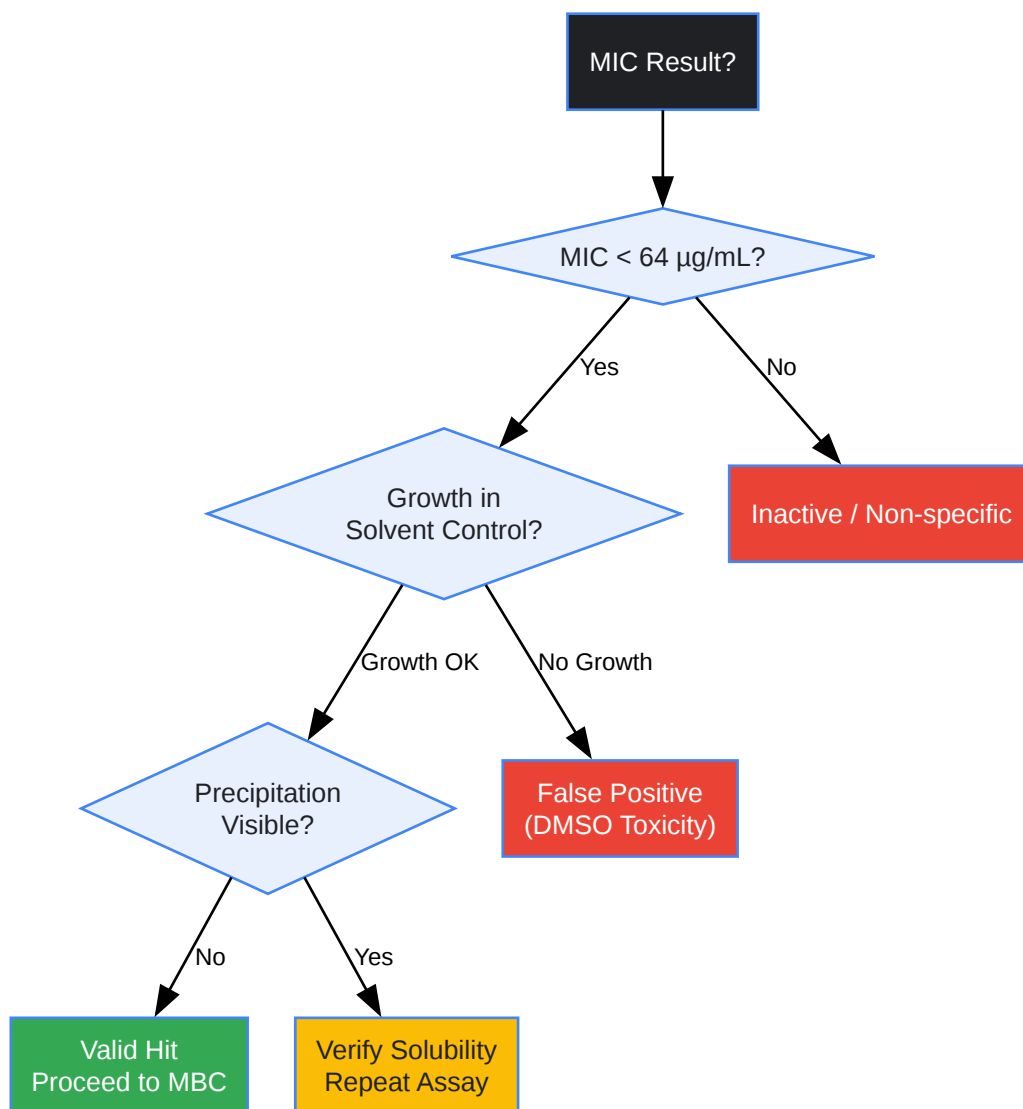 MIC Result?
MIC < 64 µg/mL?
Yes
No
Growth in
Solvent Control?
Inactive / Non-specific
Growth OK
No Growth
Precipitation
Visible?
False Positive
(DMSO Toxicity)
No
Yes
Valid Hit
Proceed to MBC
Verify Solubility
Repeat Assay